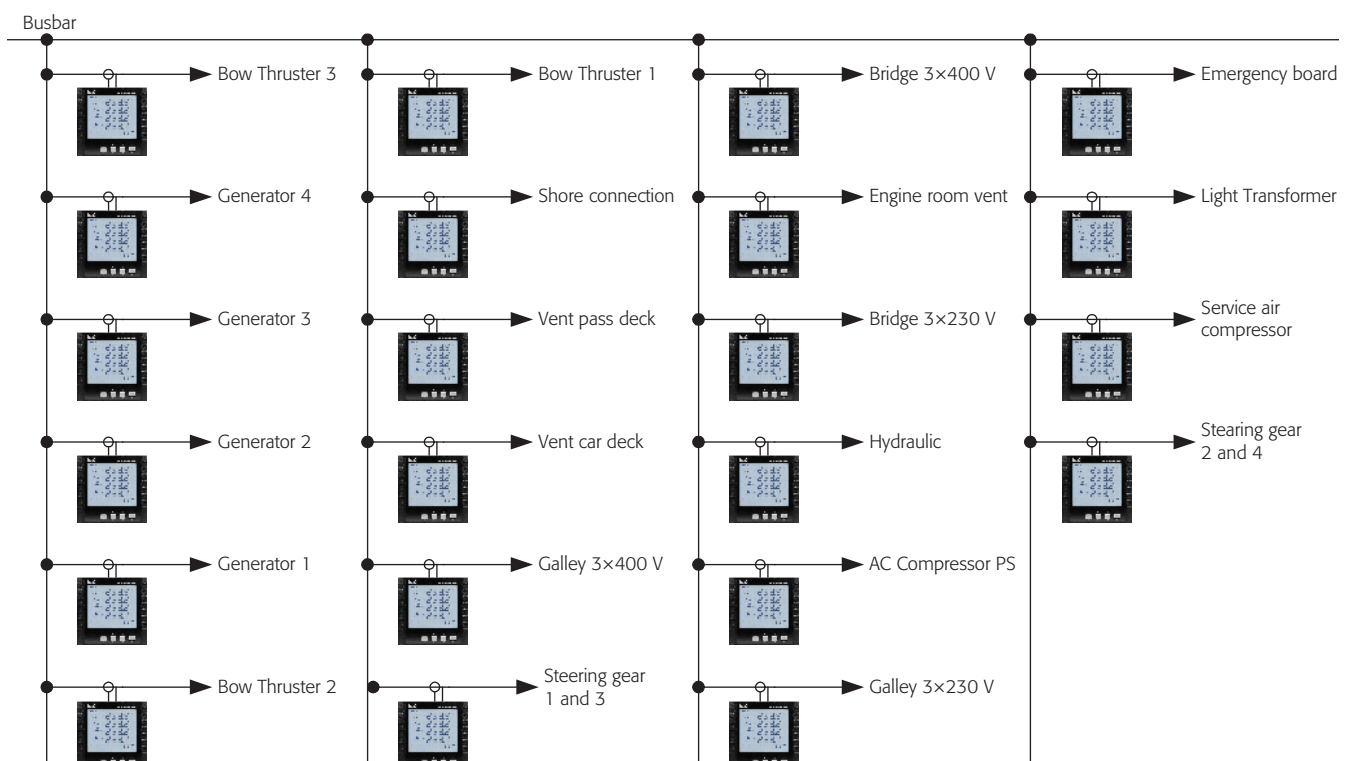 Busbar
Bow Thruster 3
Generator 4
Generator 3
Generator 2
Generator 1
Bow Thruster 2
Bow Thruster 1
Shore connection
Vent pass deck
Vent car deck
Galley 3×400 V
Steering gear
1 and 3
Bridge 3×400 V
Engine room vent
Bridge 3×230 V
Hydraulic
AC Compressor PS
Galley 3×230 V
Emergency board
Light Transformer
Service air
compressor
Stearing gear
2 and 4